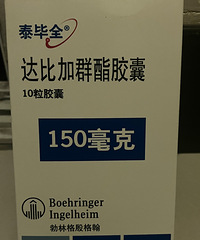 泰毕全®
达比加群酯胶囊
10粒胶囊
150毫克
Boehringer
Ingelheim
勃林格殷格翰